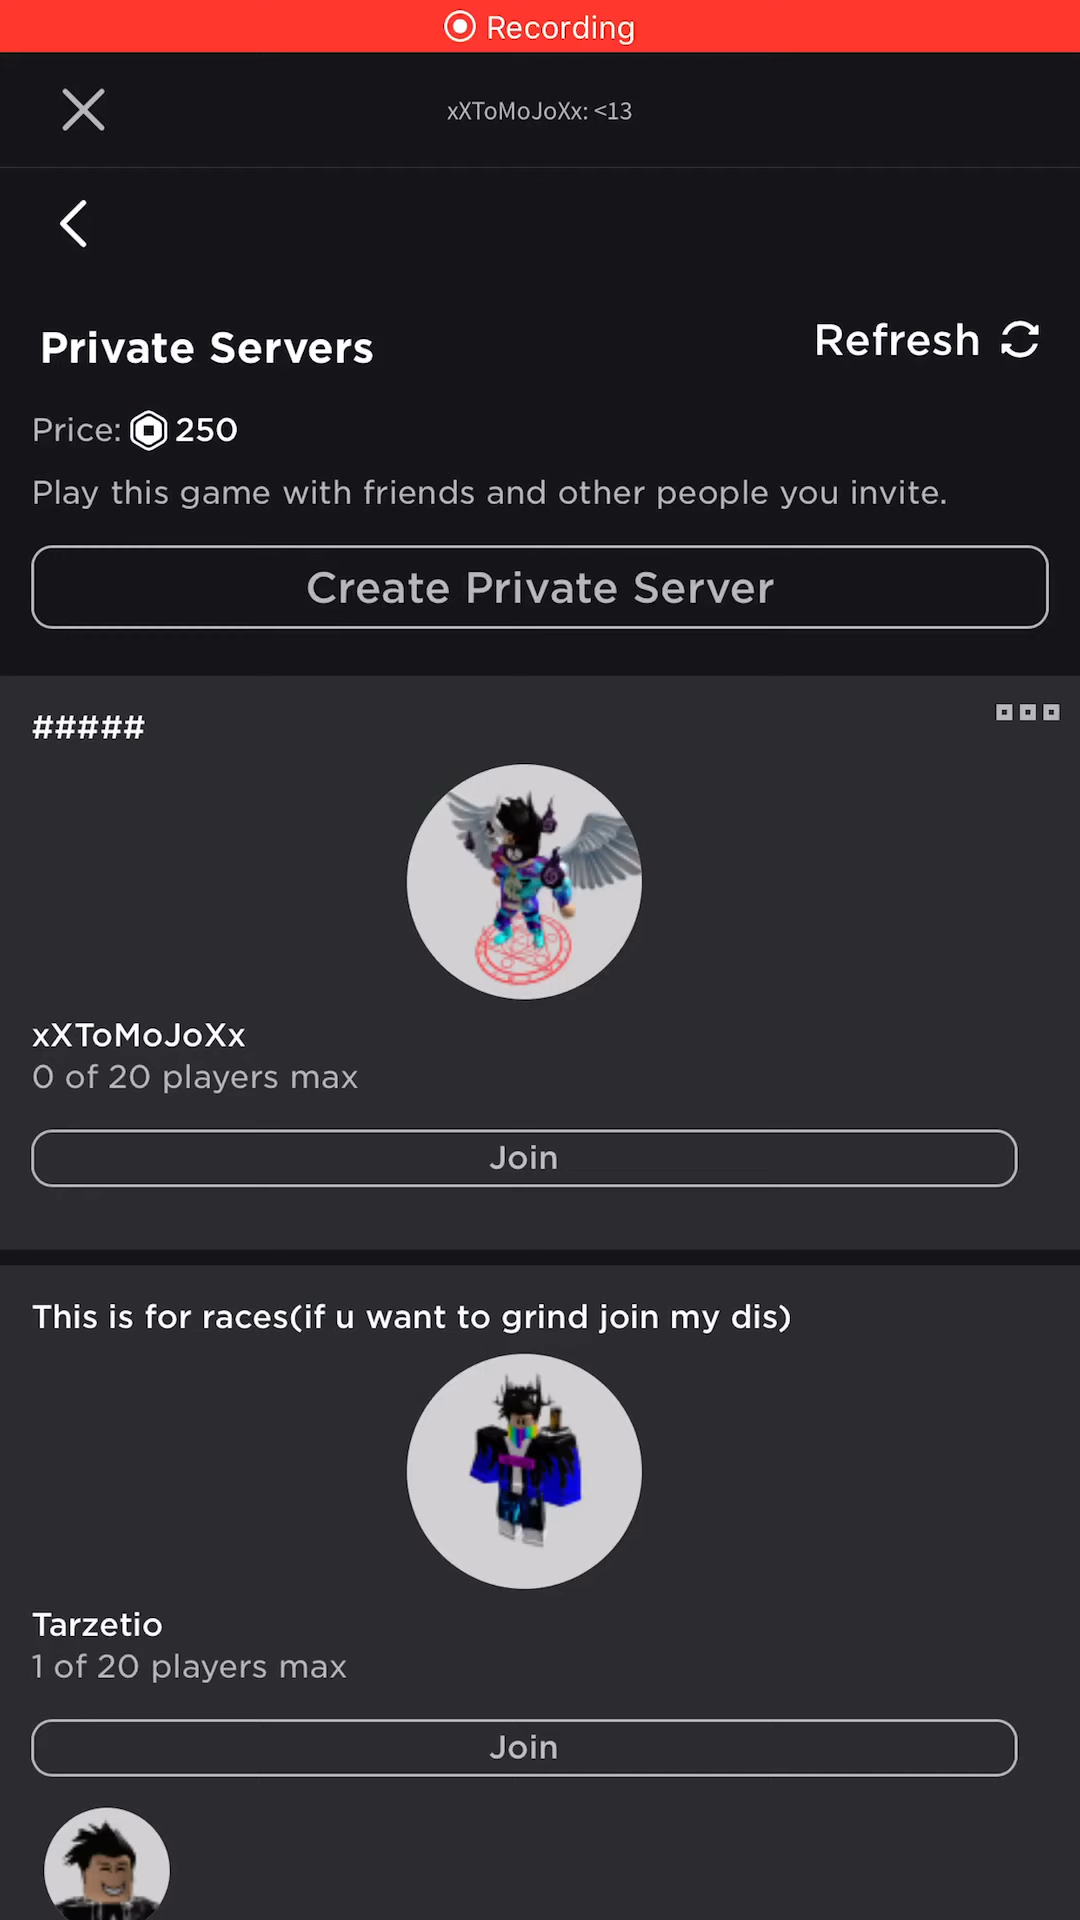 Recording
xXToMoJoXx: <13
Private Servers
Refresh
Price: 250
Play this game with friends and other people you invite.
Create Private Server
#####
xXToMoJoXx
0 of 20 players max
Join
This is for races(if u want to grind join my dis)
Tarzetio
1 of 20 players max
Join